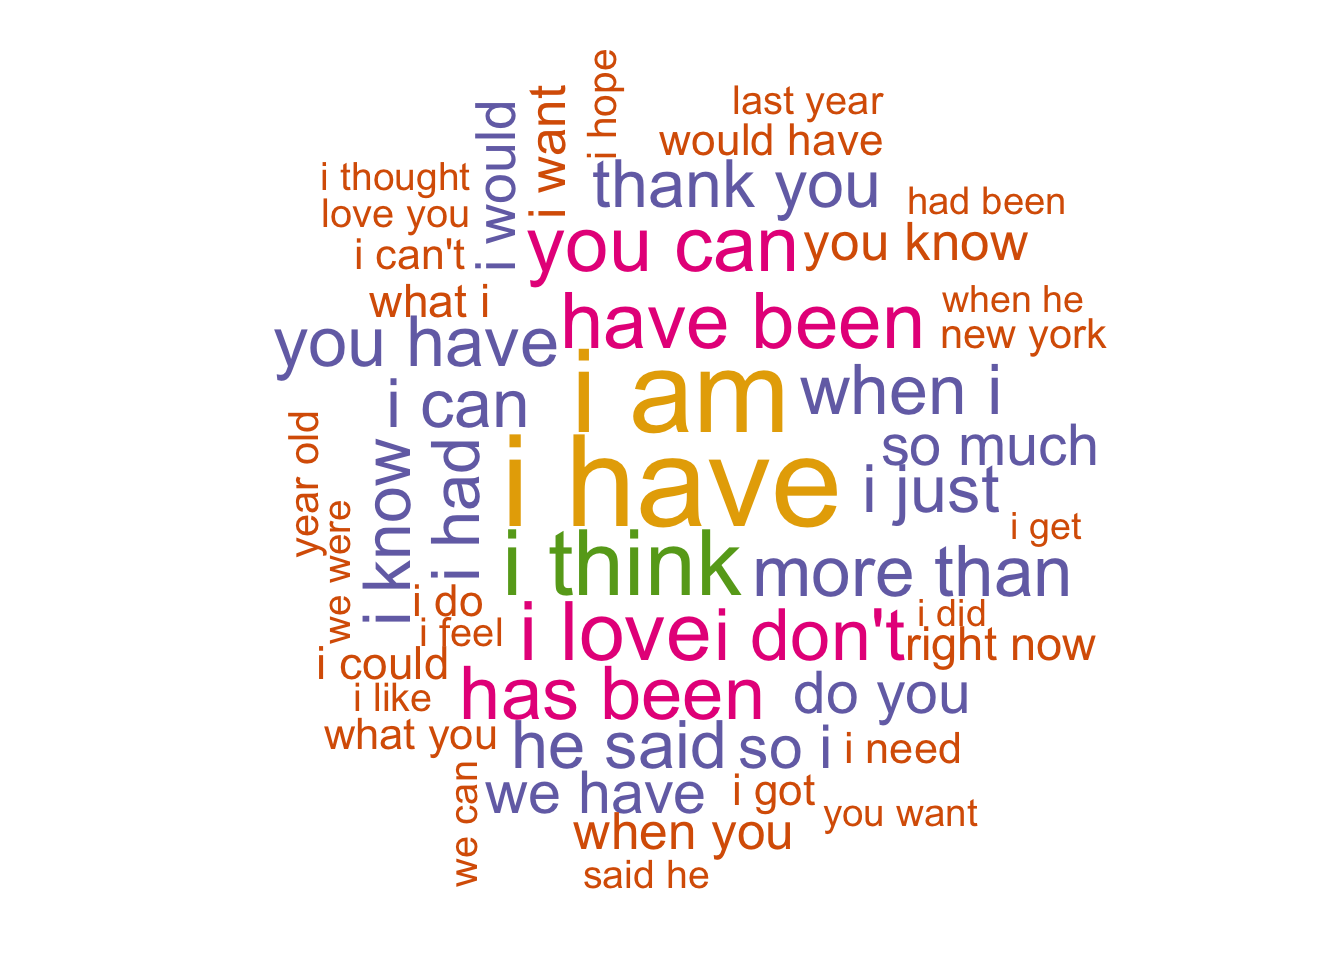 i hope
last year
i want
i would
would have
i thought
thank you
love you
had been
i can't
you can
you know
what i
have been
when he
new york
you have
i am
when i
i can
year old
i know
i had
so much
i have
i just
we were
i get
i think
more than
i do
i feel
i love
i don't
i did
right now
i could
i like
has been
do you
what you
he said
so i
i need
we can
we have
i got
you want
when you
said he